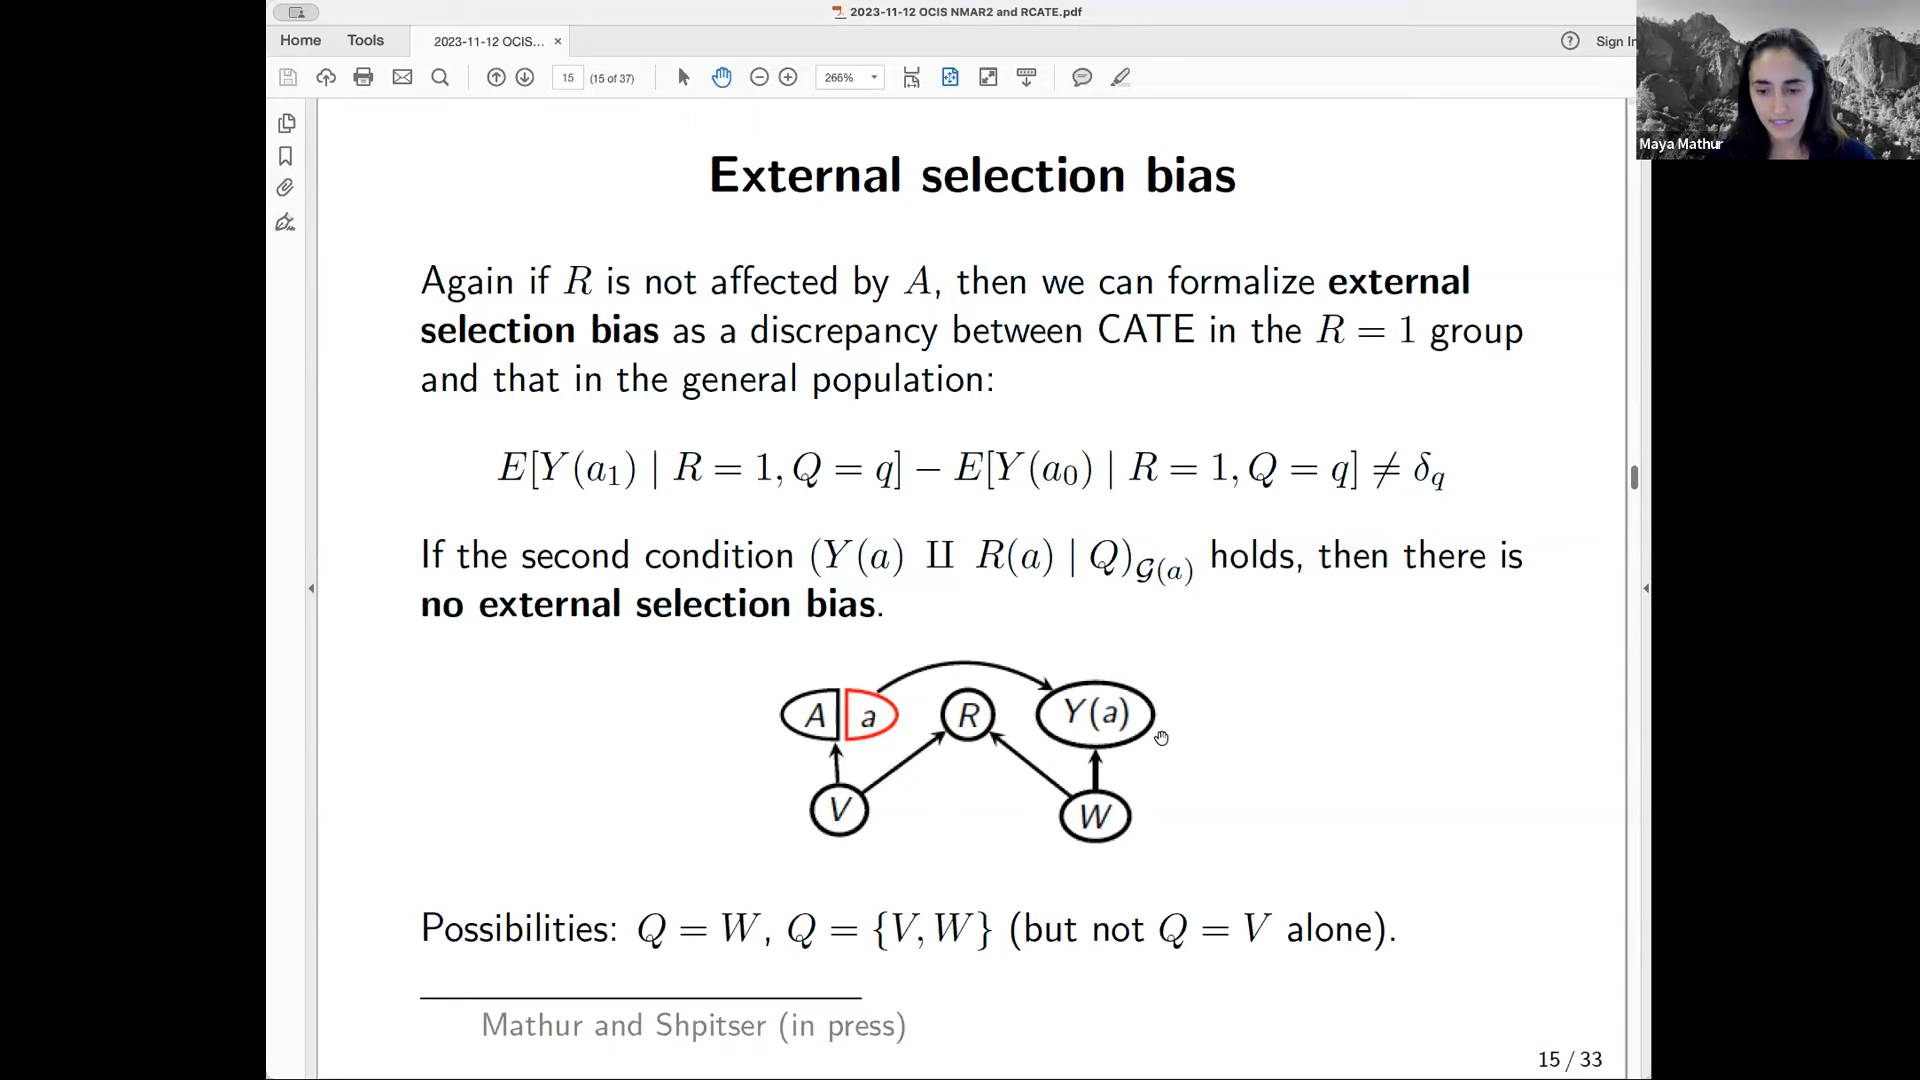 2023-11-12 OCIS NMAR2 and RCATE.pdf
Home Tools 2023-11-12 OCIS... × Sign In
15 (15 of 37) 266%
Maya Mathur
External selection bias
Again if R is not affected by A, then we can formalize external
selection bias as a discrepancy between CATE in the R = 1 group
and that in the general population:
E[Y(a₁) | R = 1, Q = q] − E[Y(a₀) | R = 1, Q = q] ≠ δ_q
If the second condition (Y(a) ⨿ R(a) | Q)_𝒢(a) holds, then there is
no external selection bias.
A a R Y(a)
V W
Possibilities: Q = W, Q = {V, W} (but not Q = V alone).
Mathur and Shpitser (in press)
15 / 33